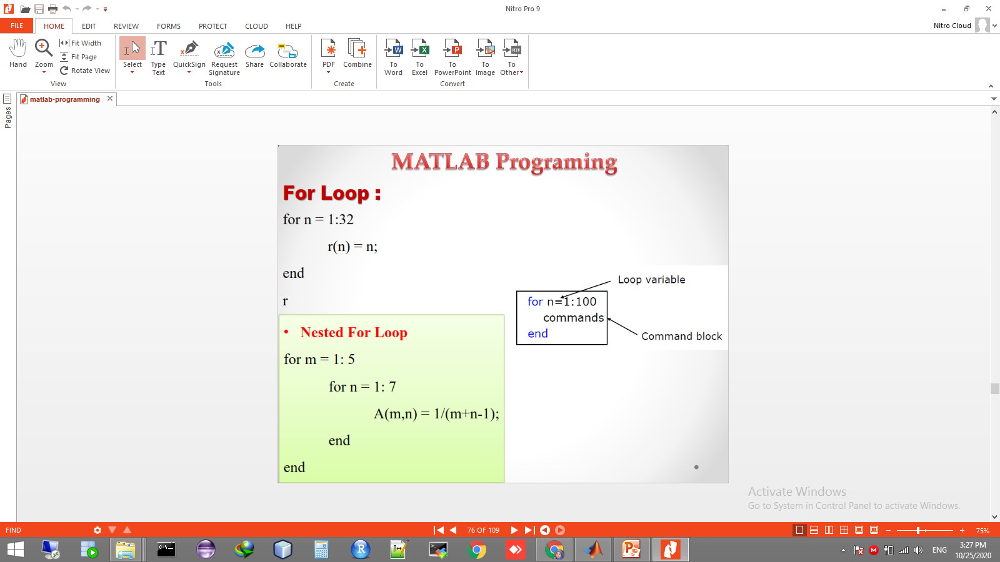 Nitro Pro 9
FILE HOME EDIT REVIEW FORMS PROTECT CLOUD HELP
Nitro Cloud
Hand
Zoom
Fit Width
Fit Page
Rotate View
View
Select
Type Text
QuickSign
Request Signature
Share
Collaborate
Tools
PDF
Combine
Create
To Word
To Excel
To PowerPoint
To Image
To Other
Convert
matlab-programming
Pages
MATLAB Programing
For Loop :
for n = 1:32
r(n) = n;
end
r
• Nested For Loop
for m = 1: 5
for n = 1: 7
A(m,n) = 1/(m+n-1);
end
end
Loop variable
for n=1:100
commands
end
Command block
Activate Windows
Go to System in Control Panel to activate Windows.
FIND
76 OF 109
75%
ENG
3:27 PM
10/25/2020